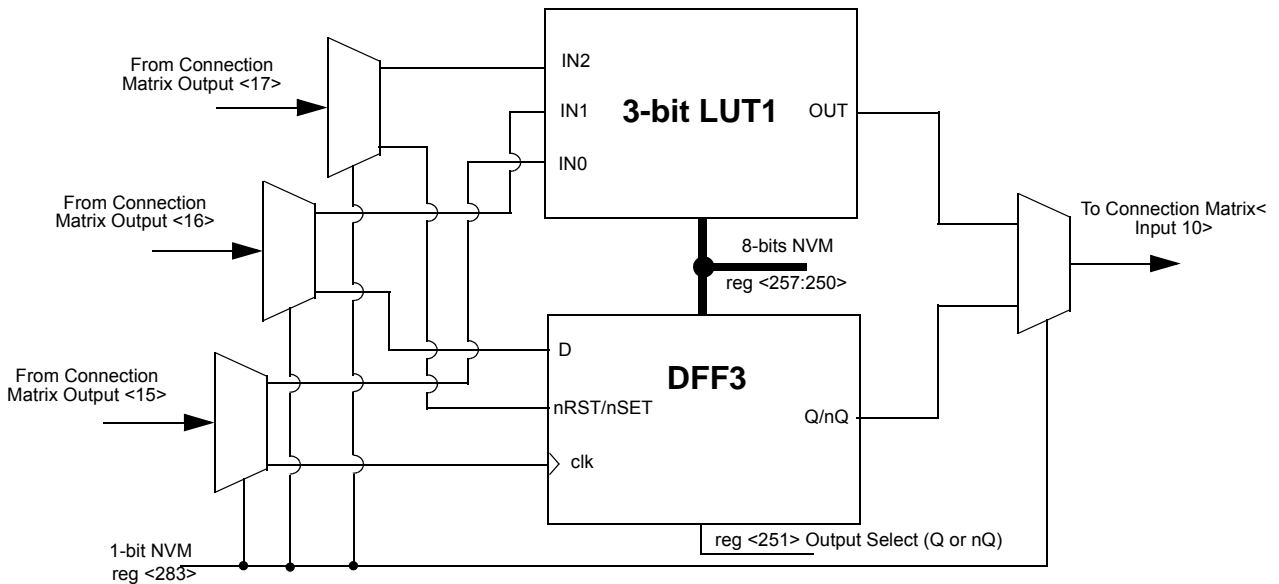 From Connection
Matrix Output <17>
IN2
IN1
IN0
3-bit LUT1
OUT
From Connection
Matrix Output <16>
To Connection Matrix<
Input 10>
8-bits NVM
reg <257:250>
From Connection
Matrix Output <15>
D
nRST/nSET
clk
DFF3
Q/nQ
reg <251> Output Select (Q or nQ)
1-bit NVM
reg <283>